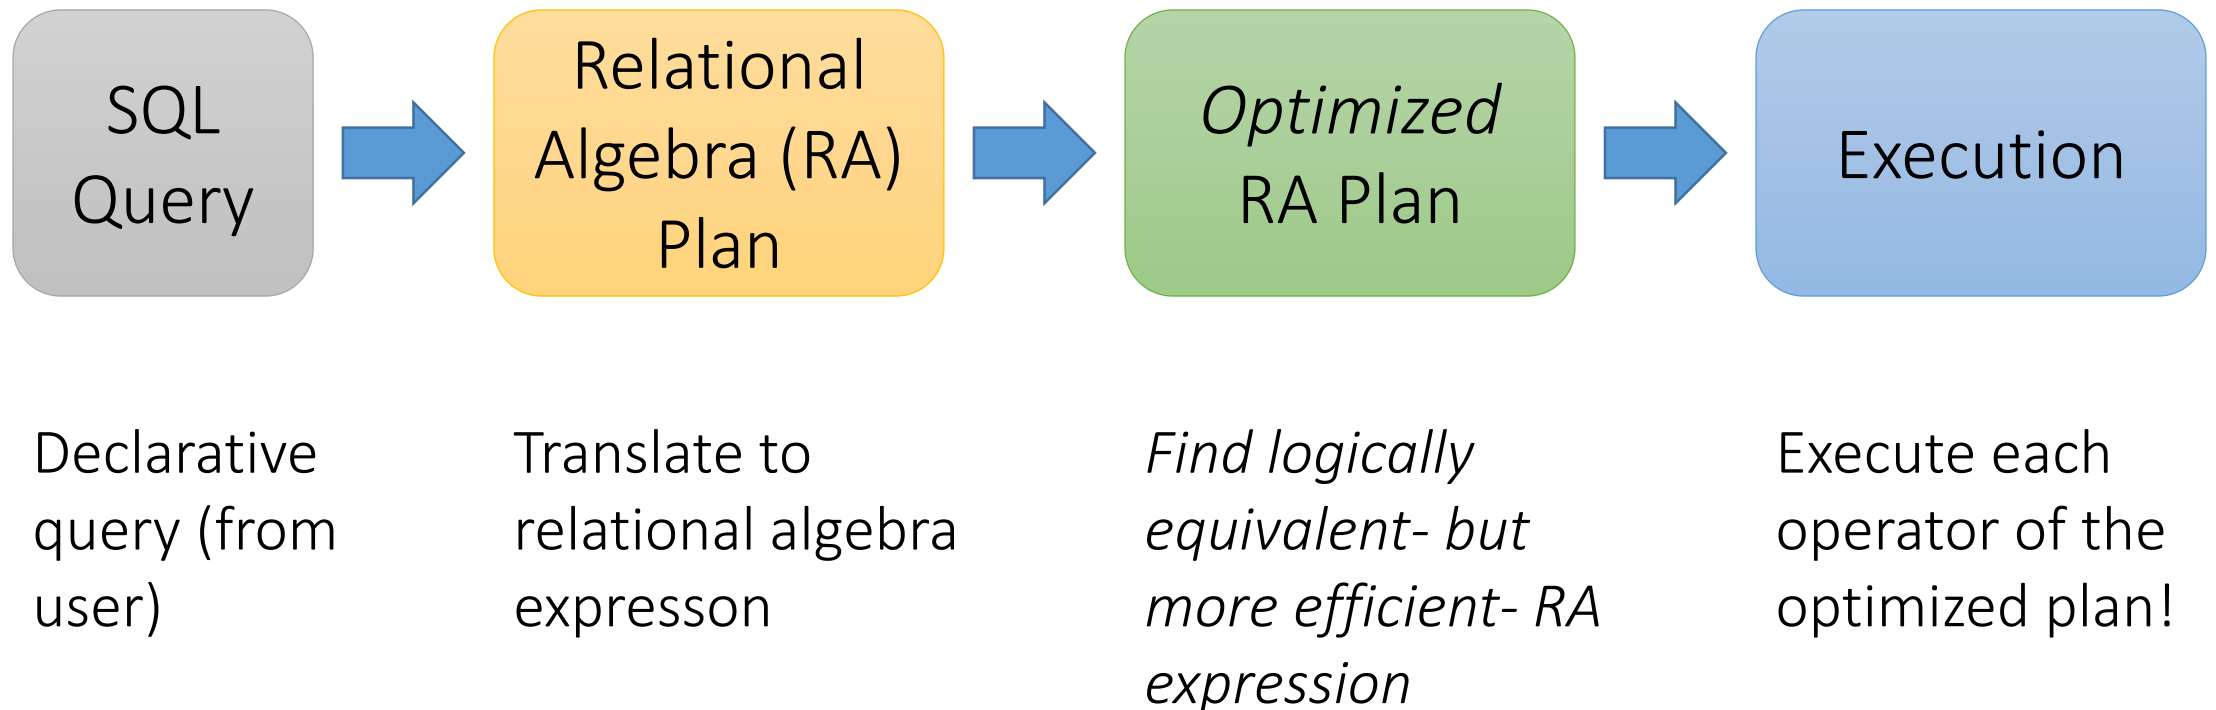 SQL
Query
Relational
Algebra (RA)
Plan
Optimized
RA Plan
Execution
Declarative
query (from
user)
Translate to
relational algebra
expresson
Find logically
equivalent- but
more efficient- RA
expression
Execute each
operator of the
optimized plan!